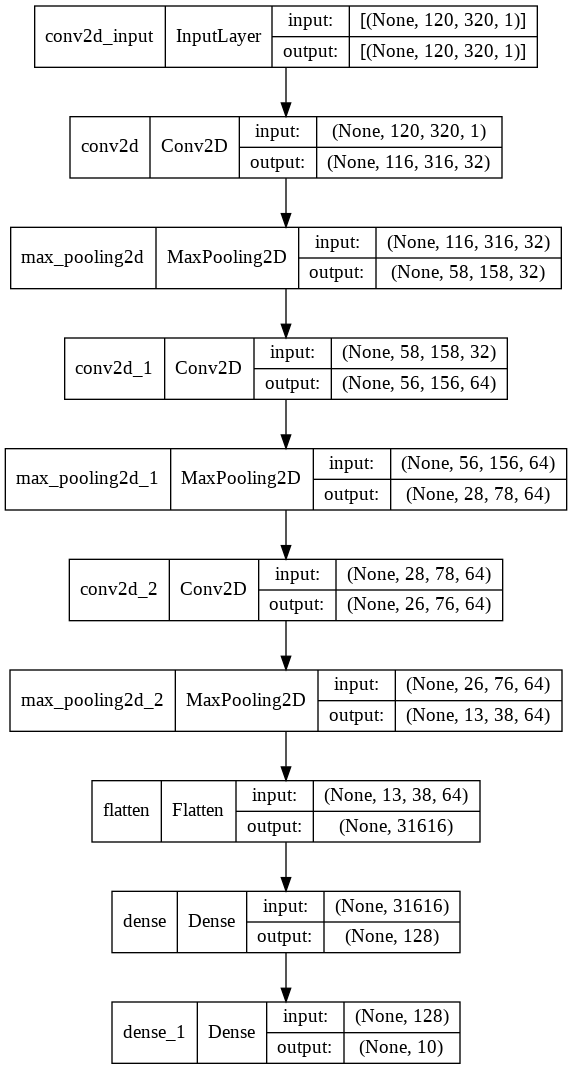 conv2d_input InputLayer input: [(None, 120, 320, 1)]
output: [(None, 120, 320, 1)]
conv2d Conv2D input: (None, 120, 320, 1)
output: (None, 116, 316, 32)
max_pooling2d MaxPooling2D input: (None, 116, 316, 32)
output: (None, 58, 158, 32)
conv2d_1 Conv2D input: (None, 58, 158, 32)
output: (None, 56, 156, 64)
max_pooling2d_1 MaxPooling2D input: (None, 56, 156, 64)
output: (None, 28, 78, 64)
conv2d_2 Conv2D input: (None, 28, 78, 64)
output: (None, 26, 76, 64)
max_pooling2d_2 MaxPooling2D input: (None, 26, 76, 64)
output: (None, 13, 38, 64)
flatten Flatten input: (None, 13, 38, 64)
output: (None, 31616)
dense Dense input: (None, 31616)
output: (None, 128)
dense_1 Dense input: (None, 128)
output: (None, 10)